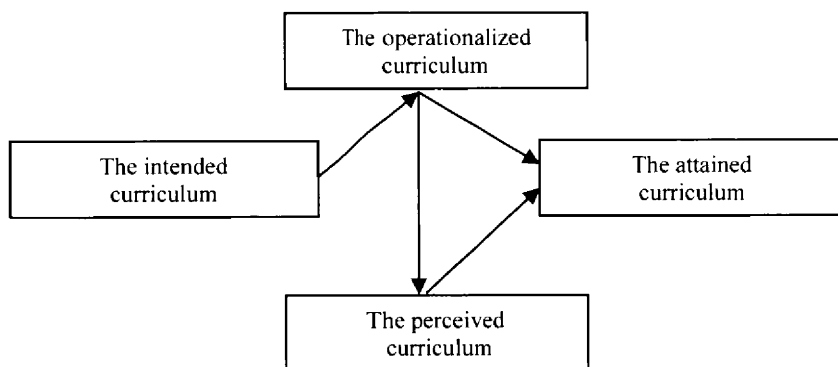 The operationalized
curriculum
The intended
curriculum
The attained
curriculum
The perceived
curriculum